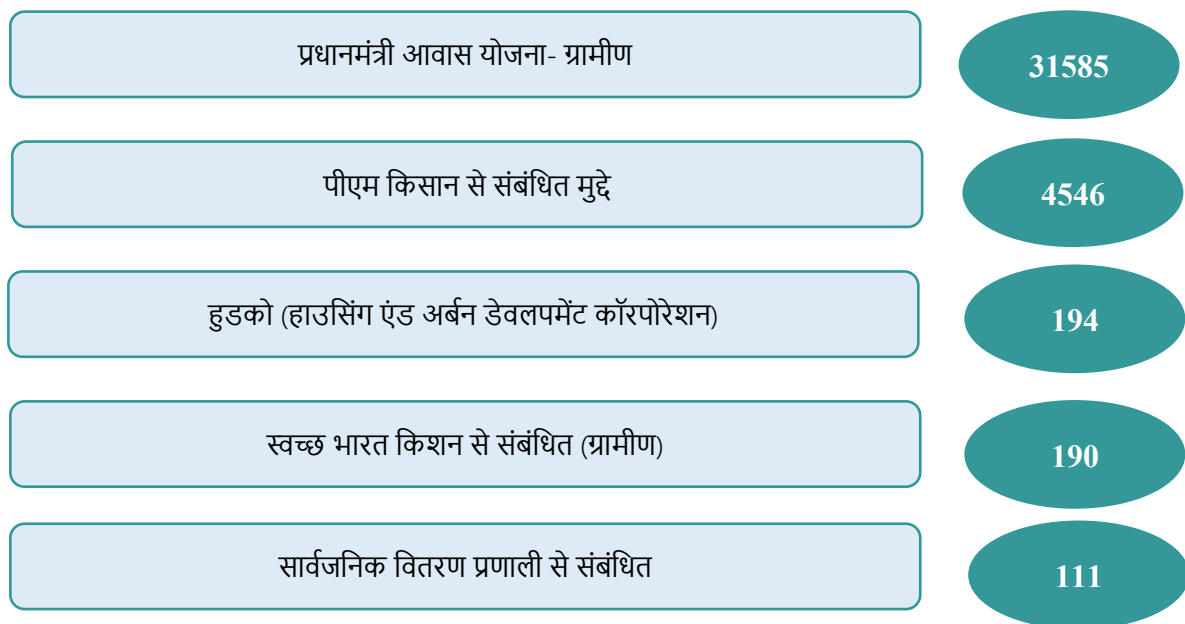 प्रधानमंत्री आवास योजना- ग्रामीण 31585
पीएम किसान से संबंधित मुद्दे 4546
हुडको (हाउसिंग एंड अर्बन डेवलपमेंट कॉरपोरेशन) 194
स्वच्छ भारत किशन से संबंधित (ग्रामीण) 190
सार्वजनिक वितरण प्रणाली से संबंधित 111